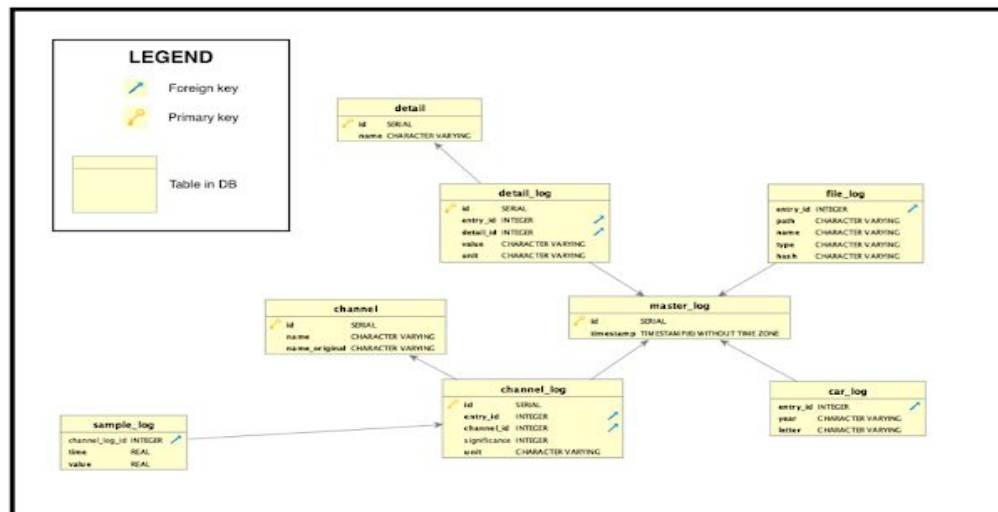 LEGEND
Foreign key
Primary key
Table in DB
detail
id SERIAL
name CHARACTER VARYING
detail_log
id SERIAL
entry_id INTEGER
detail_id INTEGER
value CHARACTER VARYING
unit CHARACTER VARYING
file_log
entry_id INTEGER
path CHARACTER VARYING
name CHARACTER VARYING
type CHARACTER VARYING
hash CHARACTER VARYING
channel
id SERIAL
name CHARACTER VARYING
name_original CHARACTER VARYING
master_log
id SERIAL
timestamp TIMESTAMP(6) WITHOUT TIME ZONE
channel_log
id SERIAL
entry_id INTEGER
channel_id INTEGER
significance INTEGER
unit CHARACTER VARYING
car_log
entry_id INTEGER
year CHARACTER VARYING
letter CHARACTER VARYING
sample_log
channel_log_id INTEGER
time REAL
value REAL